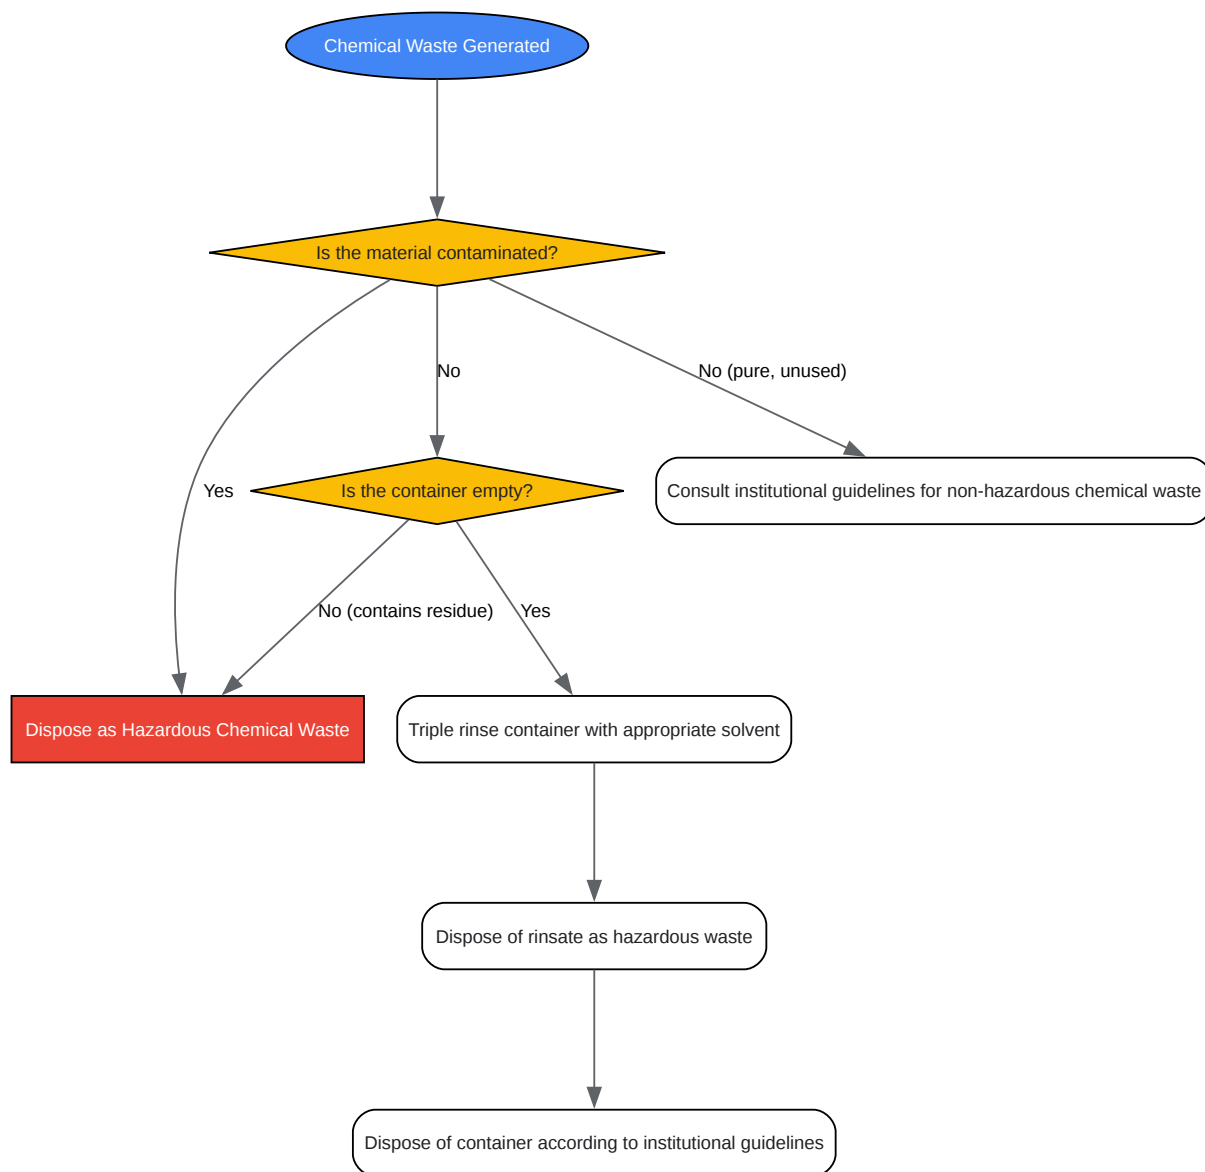 Chemical Waste Generated
Is the material contaminated?
No
No (pure, unused)
Yes
Is the container empty?
Consult institutional guidelines for non-hazardous chemical waste
No (contains residue)
Yes
Dispose as Hazardous Chemical Waste
Triple rinse container with appropriate solvent
Dispose of rinsate as hazardous waste
Dispose of container according to institutional guidelines